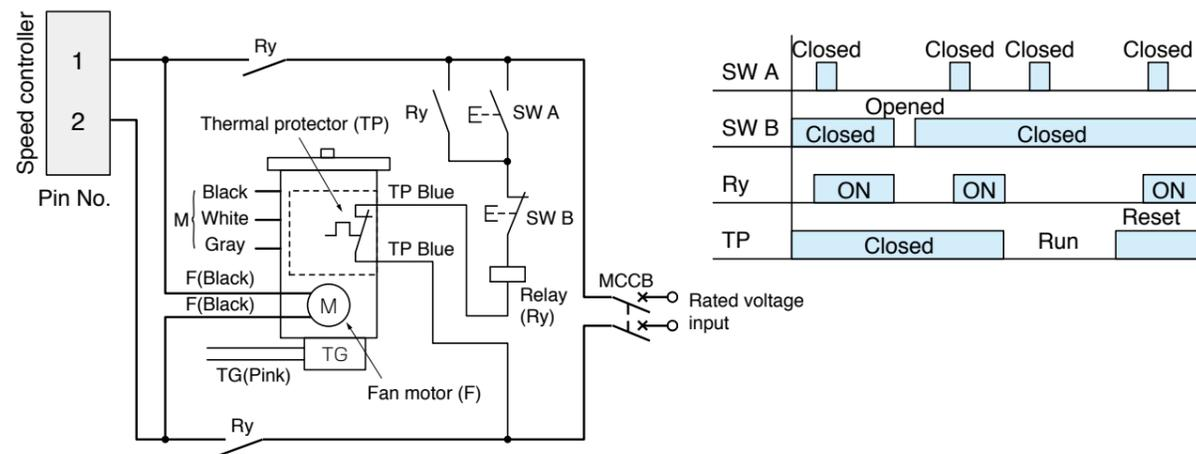 Speed controller
1
2
Pin No.
Ry
Ry
SW A
Thermal protector (TP)
Black
White
Gray
M
TP Blue
TP Blue
SW B
F(Black)
F(Black)
M
Relay
(Ry)
MCCB
Rated voltage
input
TG
TG(Pink)
Fan motor (F)
Ry
Closed
Closed
Closed
Closed
SW A
Opened
SW B
Closed
Closed
Ry
ON
ON
ON
Reset
TP
Closed
Run